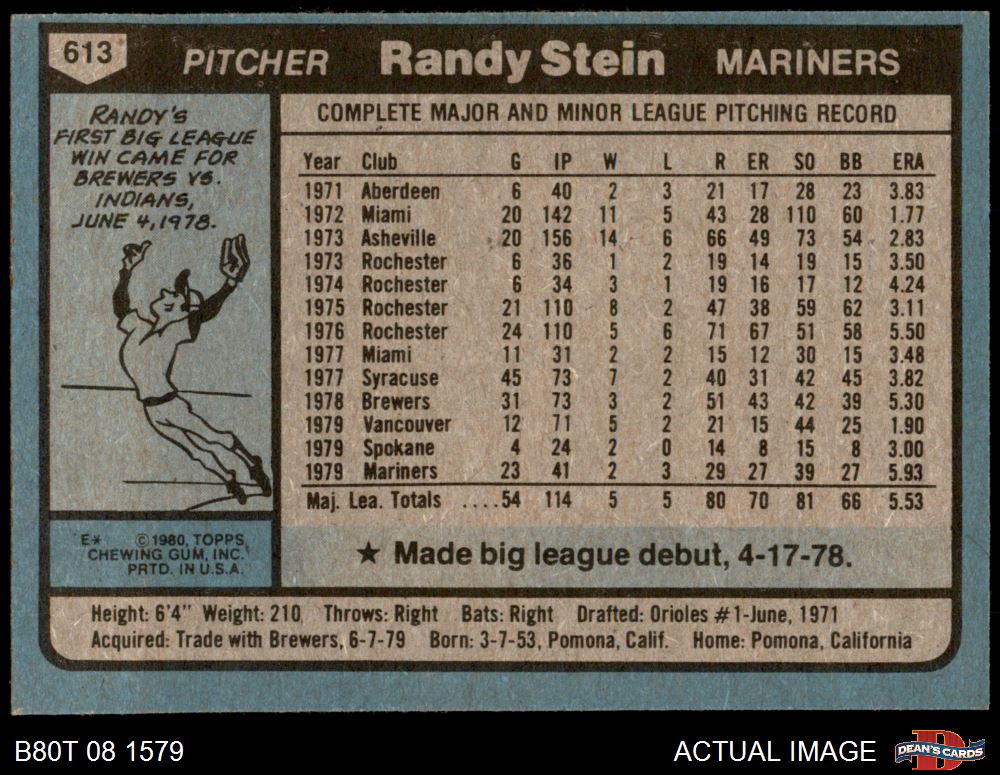 613 PITCHER Randy Stein MARINERS
RANDY'S
FIRST BIG LEAGUE
WIN CAME FOR
BREWERS VS.
INDIANS,
JUNE 4, 1978.
COMPLETE MAJOR AND MINOR LEAGUE PITCHING RECORD
Year Club G IP W L R ER SO BB ERA
1971 Aberdeen 6 40 2 3 21 17 28 23 3.83
1972 Miami 20 142 11 5 43 28 110 60 1.77
1973 Asheville 20 156 14 6 66 49 73 54 2.83
1973 Rochester 6 36 1 2 19 14 19 15 3.50
1974 Rochester 6 34 3 1 19 16 17 12 4.24
1975 Rochester 21 110 8 2 47 38 59 62 3.11
1976 Rochester 24 110 5 6 71 67 51 58 5.50
1977 Miami 11 31 2 2 15 12 30 15 3.48
1977 Syracuse 45 73 7 2 40 31 42 45 3.82
1978 Brewers 31 73 3 2 51 43 42 39 5.30
1979 Vancouver 12 71 5 2 21 15 44 25 1.90
1979 Spokane 4 24 2 0 14 8 15 8 3.00
1979 Mariners 23 41 2 3 29 27 39 27 5.93
Maj. Lea. Totals ....54 114 5 5 80 70 81 66 5.53
★ Made big league debut, 4-17-78.
E* ©1980, TOPPS
CHEWING GUM, INC.
PRTD. IN U.S.A.
Height: 6'4" Weight: 210 Throws: Right Bats: Right Drafted: Orioles #1-June, 1971
Acquired: Trade with Brewers, 6-7-79 Born: 3-7-53, Pomona, Calif. Home: Pomona, California
B80T 08 1579 ACTUAL IMAGE DEAN'S CARDS